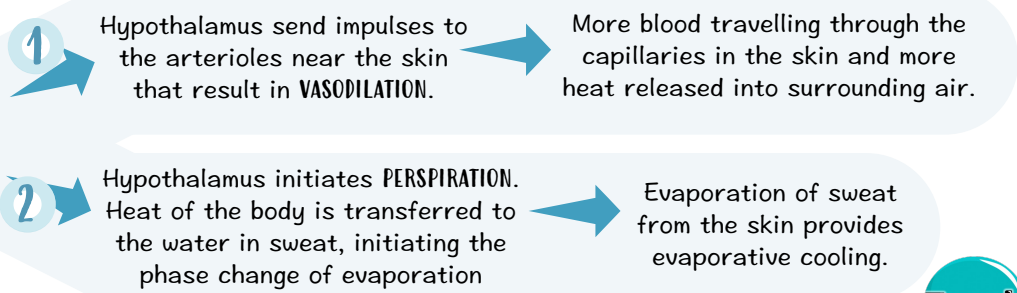 1
Hypothalamus send impulses to
the arterioles near the skin
that result in VASODILATION.
More blood travelling through the
capillaries in the skin and more
heat released into surrounding air.
2
Hypothalamus initiates PERSPIRATION.
Heat of the body is transferred to
the water in sweat, initiating the
phase change of evaporation
Evaporation of sweat
from the skin provides
evaporative cooling.